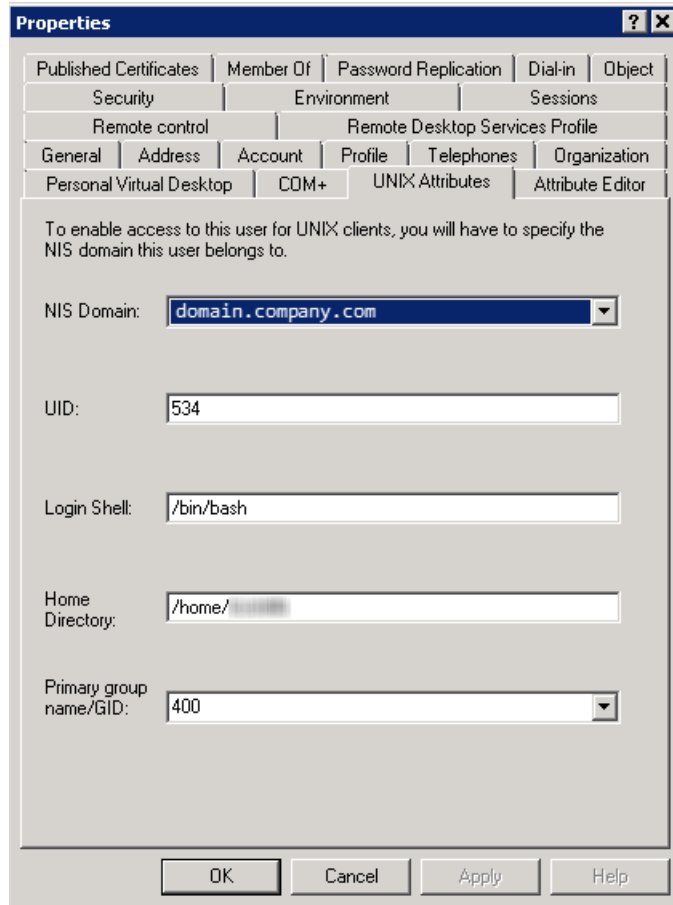 Properties
Published Certificates Member Of Password Replication Dial-in Object
Security Environment Sessions
Remote control Remote Desktop Services Profile
General Address Account Profile Telephones Organization
Personal Virtual Desktop COM+ UNIX Attributes Attribute Editor
To enable access to this user for UNIX clients, you will have to specify the
NIS domain this user belongs to.
NIS Domain: domain.company.com
UID: 534
Login Shell: /bin/bash
Home
Directory: /home/
Primary group
name/GID: 400
OK Cancel Apply Help